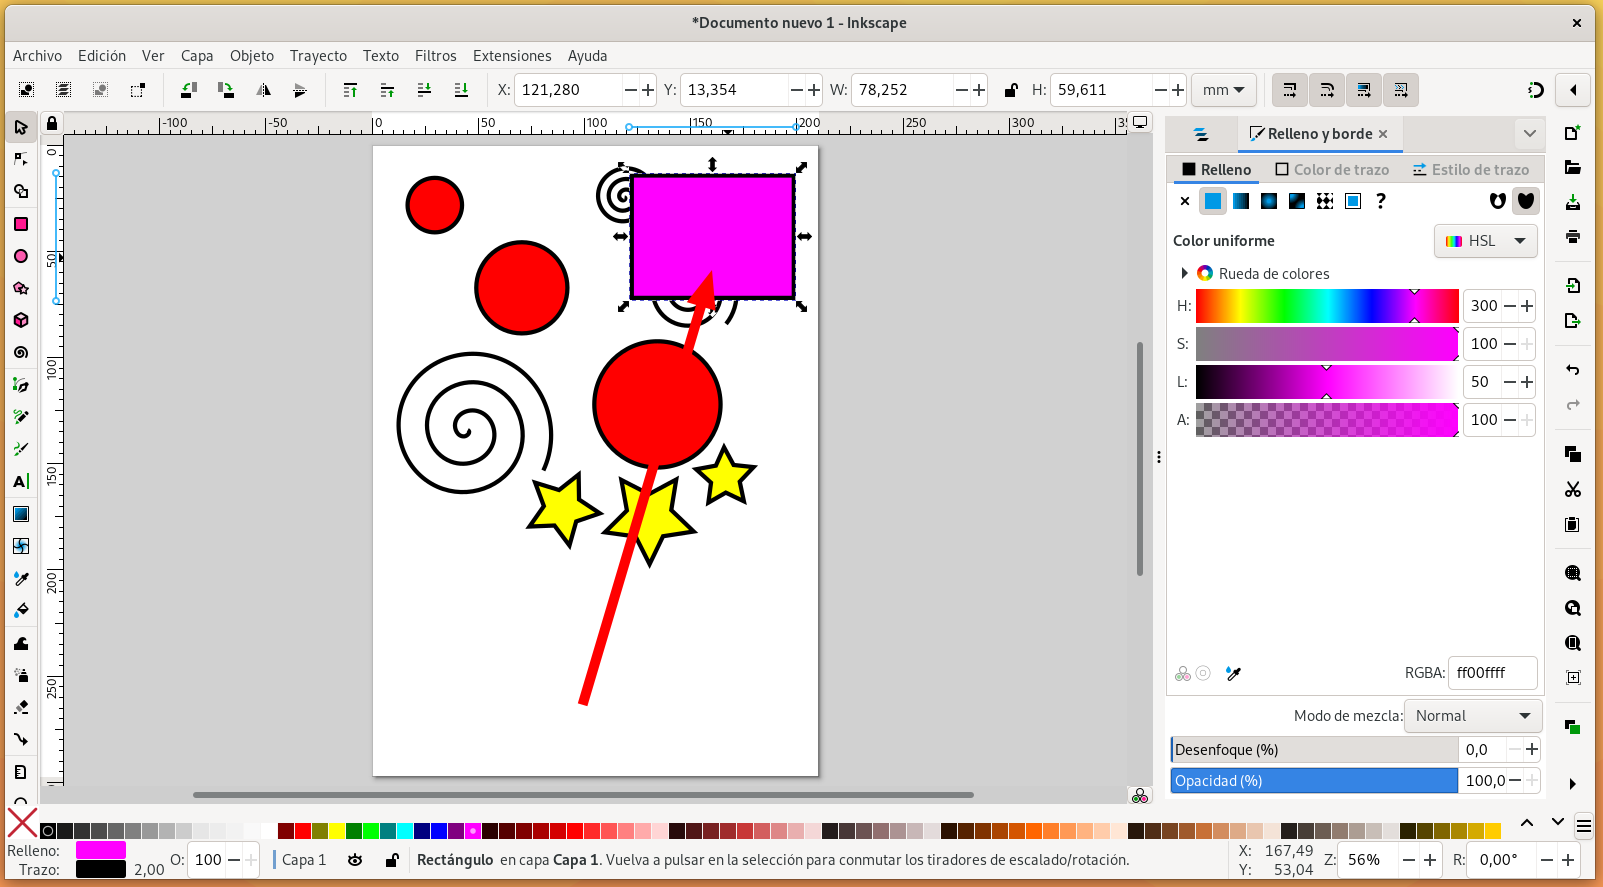 *Documento nuevo 1 - Inkscape
Archivo Edición Ver Capa Objeto Trayecto Texto Filtros Extensiones Ayuda
X: 121,280 Y: 13,354 W: 78,252 H: 59,611 mm
-100 -50 0 50 100 150 200 250 300
0
50
100
150
200
250
Relleno y borde
Relleno Color de trazo Estilo de trazo
?
Color uniforme HSL
Rueda de colores
H: 300
S: 100
L: 50
A: 100
RGBA: ff00ffff
Modo de mezcla: Normal
Desenfoque (%) 0,0
Opacidad (%) 100,0
Relleno:
Trazo: 2,00
O: 100
Capa 1
Rectángulo en capa Capa 1. Vuelva a pulsar en la selección para conmutar los tiradores de escalado/rotación.
X: 167,49
Y: 53,04
Z: 56%
R: 0,00°